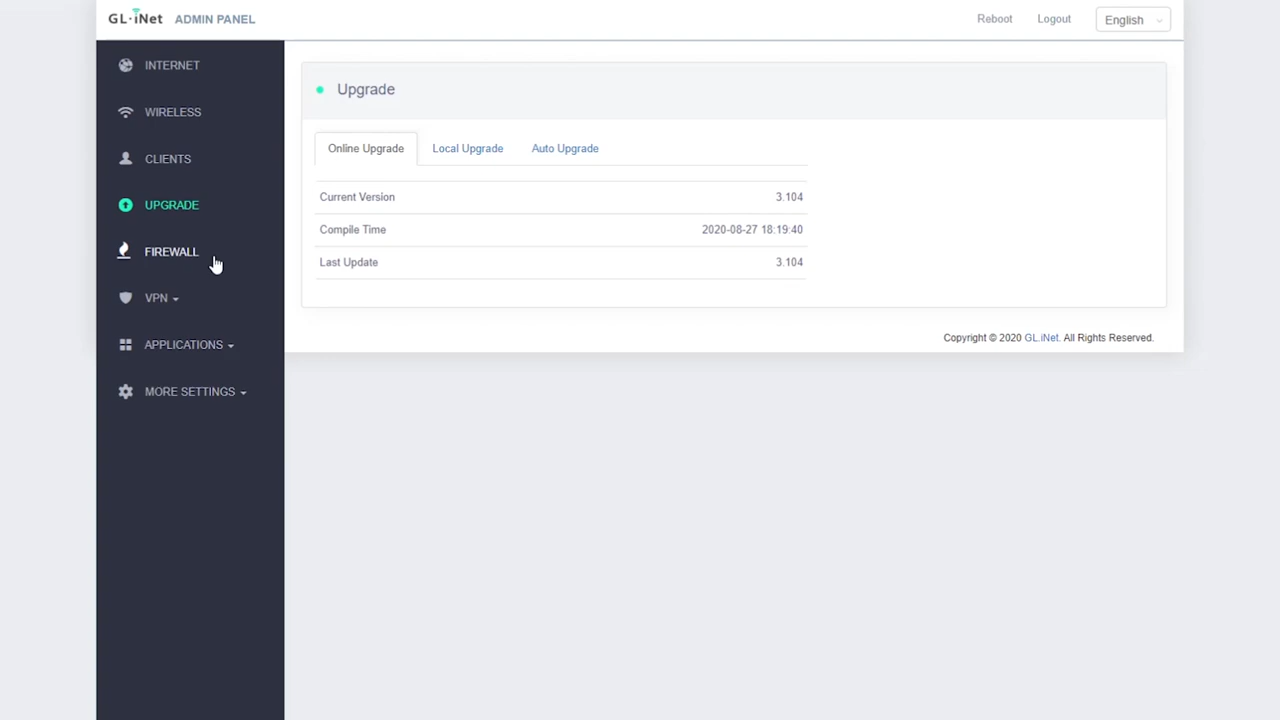 GL·iNet ADMIN PANEL
Reboot
Logout
English
INTERNET
WIRELESS
CLIENTS
UPGRADE
FIREWALL
VPN
APPLICATIONS
MORE SETTINGS
Upgrade
Online Upgrade
Local Upgrade
Auto Upgrade
Current Version 3.104
Compile Time 2020-08-27 18:19:40
Last Update 3.104
Copyright © 2020 GL.iNet. All Rights Reserved.